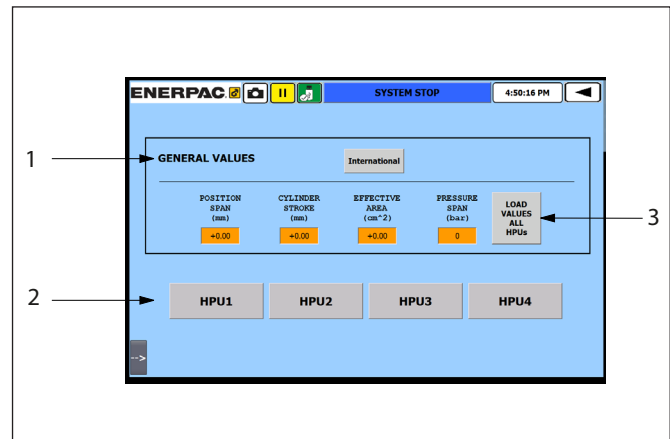 ENERPAC
SYSTEM STOP
4:50:16 PM
1
GENERAL VALUES
International
POSITION SPAN (mm)
CYLINDER STROKE (mm)
EFFECTIVE AREA (cm^2)
PRESSURE SPAN (bar)
LOAD VALUES ALL HPUs
3
+0.00
+0.00
+0.00
0
2
HPU1
HPU2
HPU3
HPU4
-->